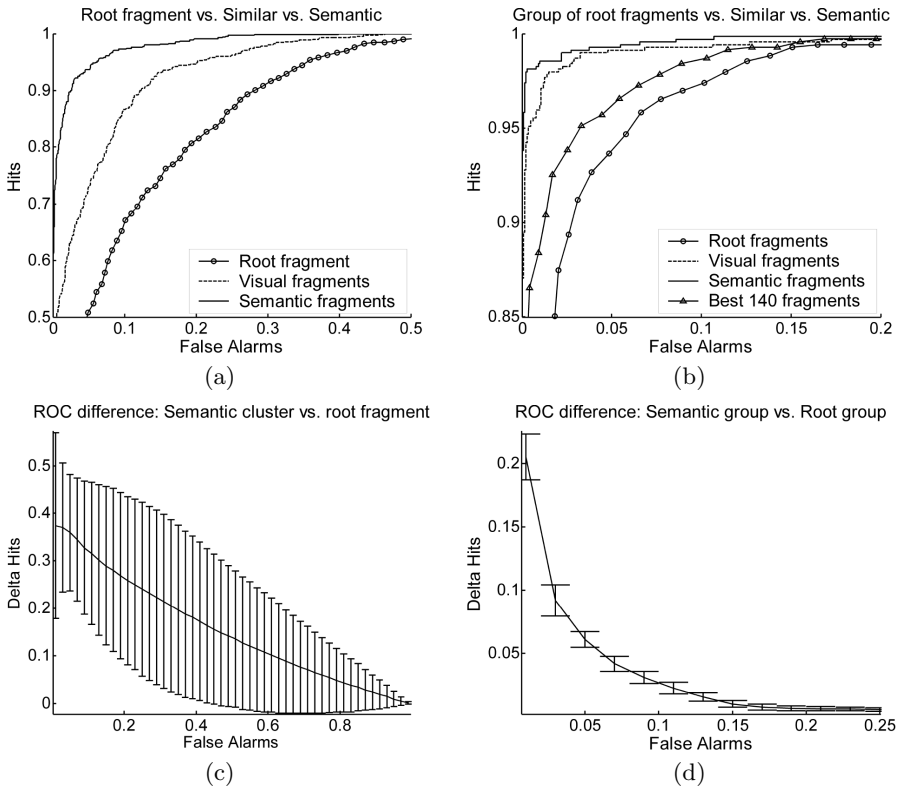 Root fragment vs. Similar vs. Semantic
1
0.9
0.8
0.7
0.6
0.5
Hits
Root fragment
Visual fragments
Semantic fragments
0 0.1 0.2 0.3 0.4 0.5
False Alarms
(a)
Group of root fragments vs. Similar vs. Semantic
1
0.95
0.9
0.85
Hits
Root fragments
Visual fragments
Semantic fragments
Best 140 fragments
0 0.05 0.1 0.15 0.2
False Alarms
(b)
ROC difference: Semantic cluster vs. root fragment
0.5
0.4
0.3
0.2
0.1
0
Delta Hits
0.2 0.4 0.6 0.8
False Alarms
(c)
ROC difference: Semantic group vs. Root group
0.2
0.15
0.1
0.05
Delta Hits
0.05 0.1 0.15 0.2 0.25
False Alarms
(d)